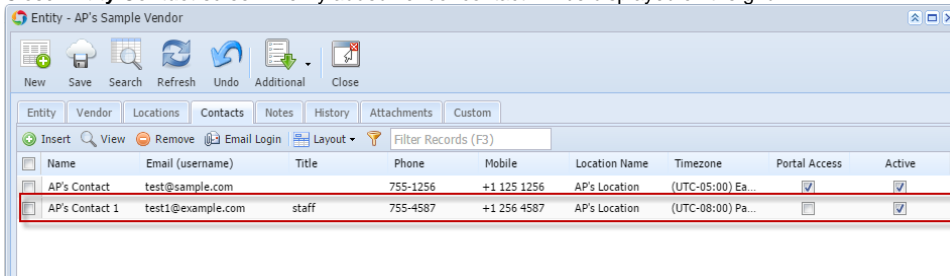 Entity - AP's Sample Vendor
New Save Search Refresh Undo Additional Close
Entity Vendor Locations Contacts Notes History Attachments Custom
Insert View Remove Email Login Layout Filter Records (F3)
Name Email (username) Title Phone Mobile Location Name Timezone Portal Access Active
AP's Contact test@sample.com 755-1256 +1 125 1256 AP's Location (UTC-05:00) Ea...
AP's Contact 1 test1@example.com staff 755-4587 +1 256 4587 AP's Location (UTC-08:00) Pa...